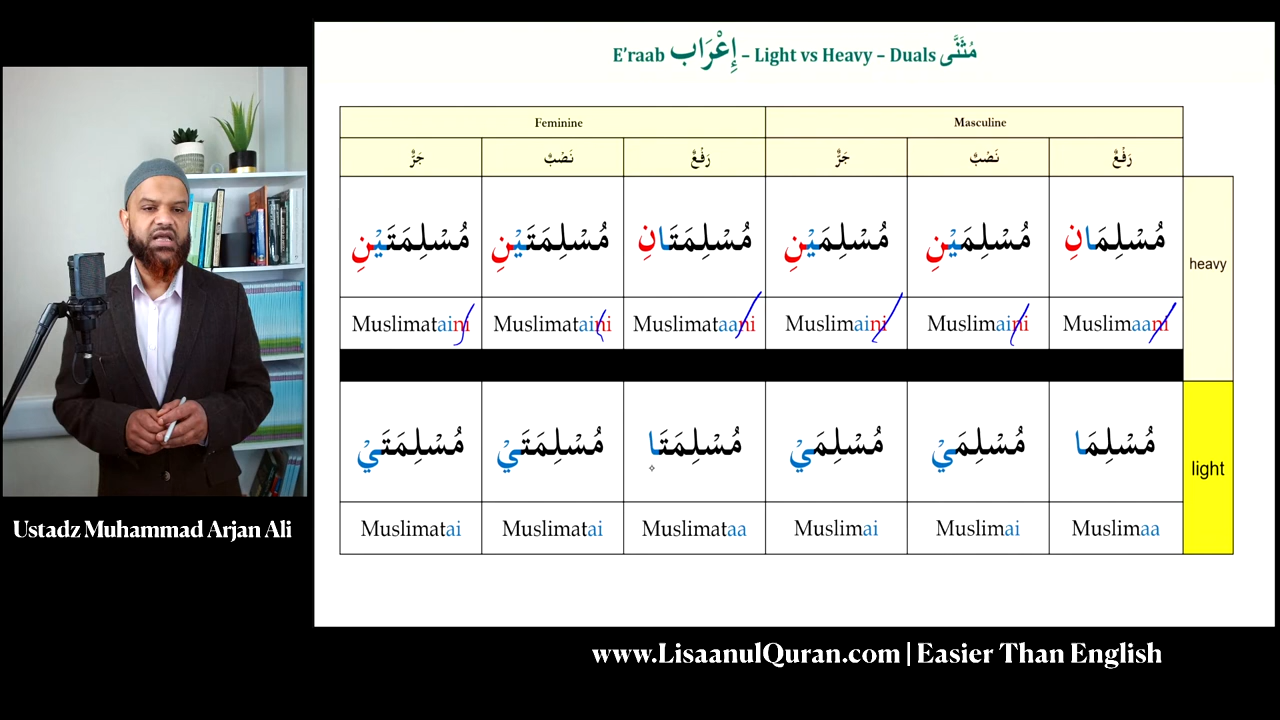 E'raab إِعْرَاب – Light vs Heavy – Duals مُثَنَّى
Feminine Masculine
جَرٌّ نَصْبٌ رَفْعٌ جَرٌّ نَصْبٌ رَفْعٌ
مُسْلِمَتَيْنِ مُسْلِمَتَيْنِ مُسْلِمَتَانِ مُسْلِمَيْنِ مُسْلِمَيْنِ مُسْلِمَانِ
heavy
Muslimataini Muslimataini Muslimataani Muslimaini Muslimaini Muslimaani
مُسْلِمَتَيْ مُسْلِمَتَيْ مُسْلِمَتَا مُسْلِمَيْ مُسْلِمَيْ مُسْلِمَا
light
Muslimatai Muslimatai Muslimataa Muslimai Muslimai Muslimaa
Ustadz Muhammad Arjan Ali
www.LisaanulQuran.com | Easier Than English